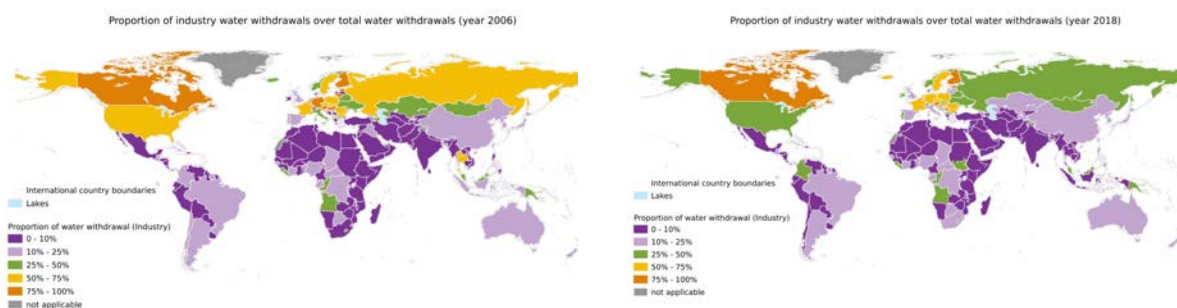 Proportion of industry water withdrawals over total water withdrawals (year 2006)
International country boundaries
Lakes
Proportion of water withdrawal (Industry)
0 - 10%
10% - 25%
25% - 50%
50% - 75%
75% - 100%
not applicable
Proportion of industry water withdrawals over total water withdrawals (year 2018)
International country boundaries
Lakes
Proportion of water withdrawal (Industry)
0 - 10%
10% - 25%
25% - 50%
50% - 75%
75% - 100%
not applicable